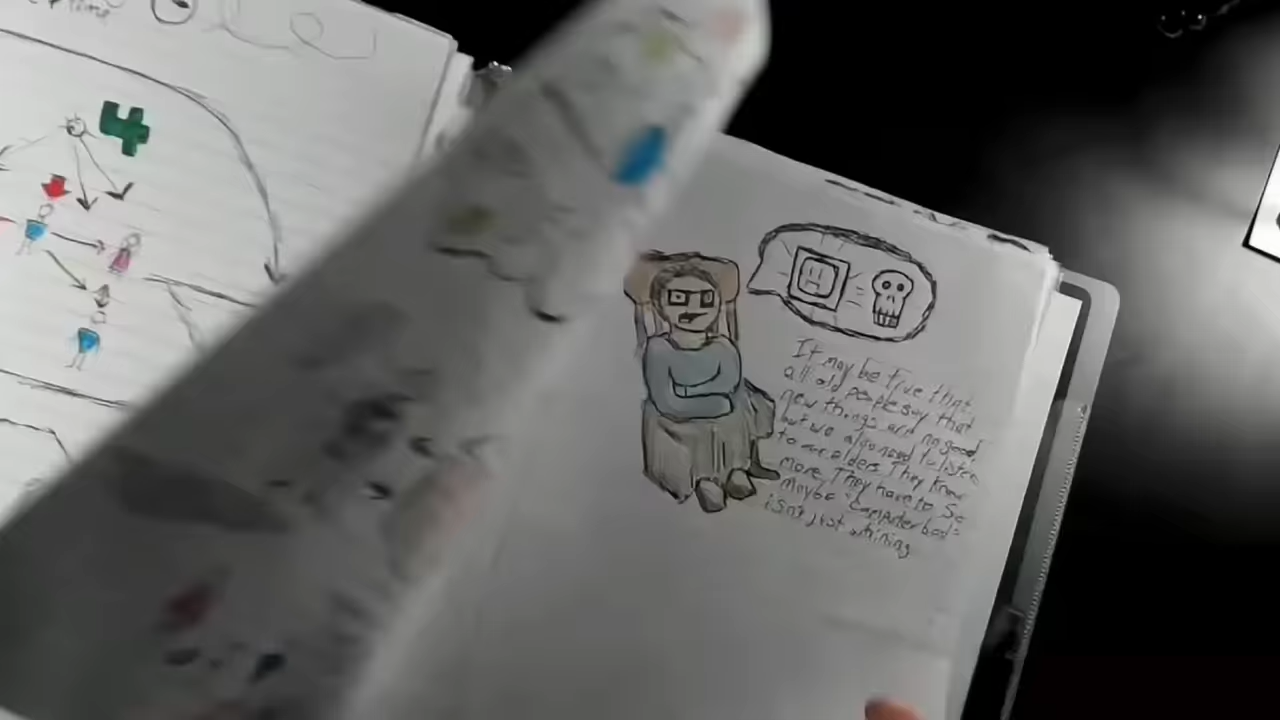 It may be true that
all old people say that
new things are no good,
but we also need to listen
to our elders. They know
more. They have to. So
maybe "Computer bad"
isn't just whining